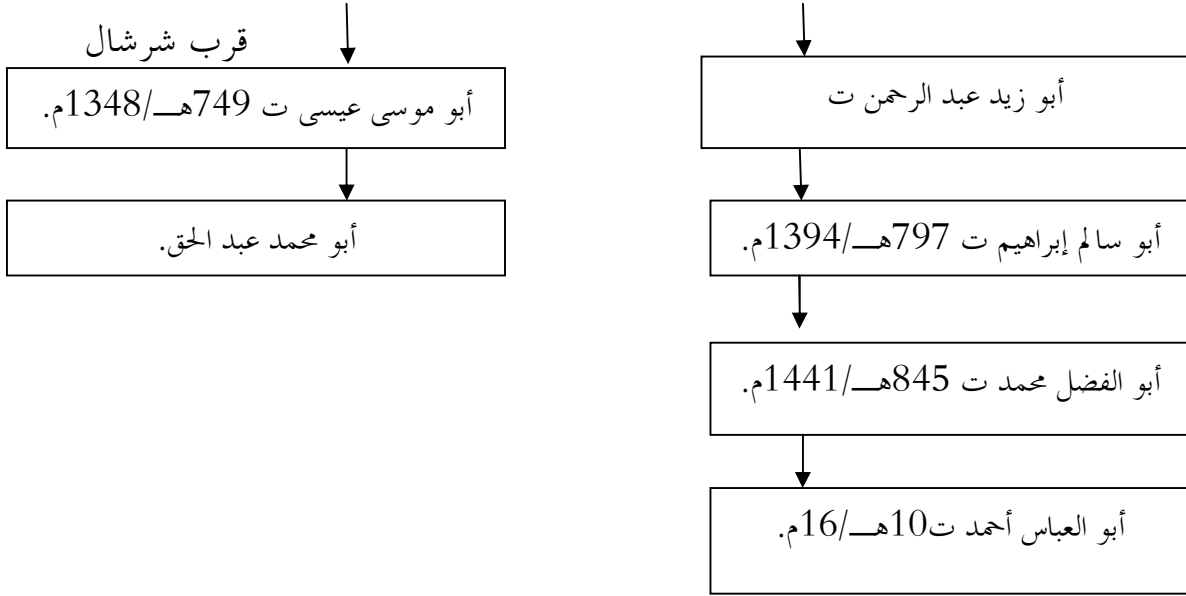 قرب شرشال
أبو زيد عبد الرحمن ت
أبو سالم إبراهيم ت 797هـ/1394م.
أبو الفضل محمد ت 845هـ/1441م.
أبو العباس أحمد ت10هـ/16م.
أبو موسى عيسى ت 749هـ/1348م.
أبو محمد عبد الحق.